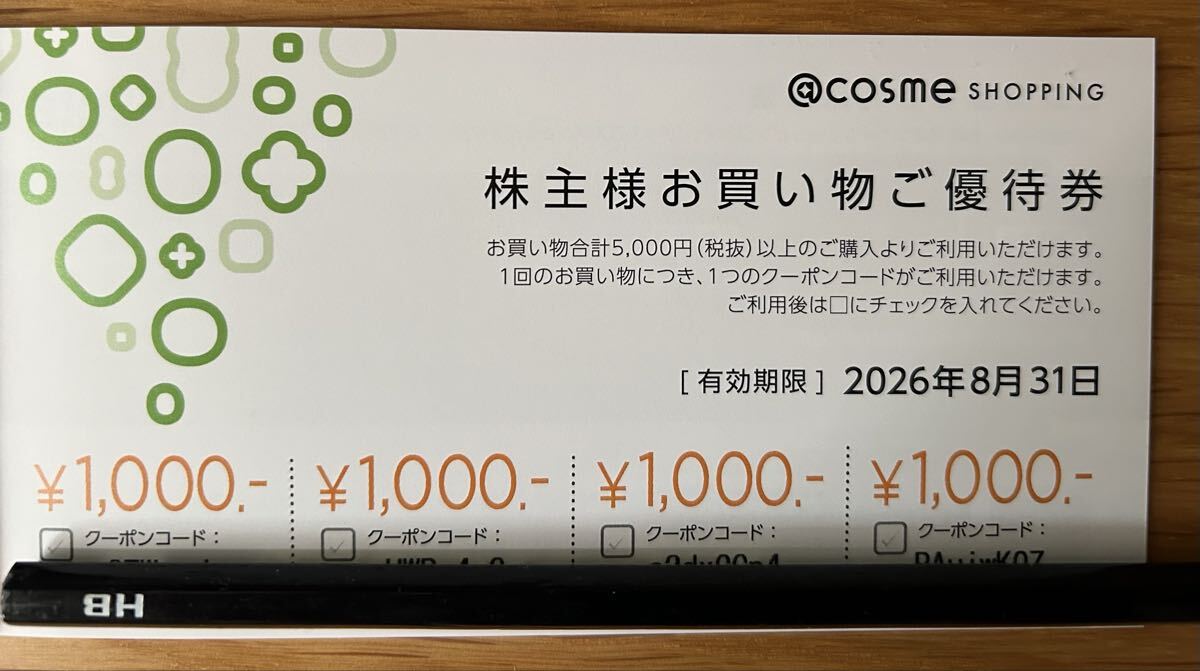 @cosme SHOPPING
株主様お買い物ご優待券
お買い物合計5,000円(税抜)以上のご購入よりご利用いただけます。
1回のお買い物につき、1つのクーポンコードがご利用いただけます。
ご利用後は□にチェックを入れてください。
[有効期限] 2026年8月31日
¥1,000.- ¥1,000.- ¥1,000.- ¥1,000.-
クーポンコード: クーポンコード: クーポンコード: クーポンコード:
HB